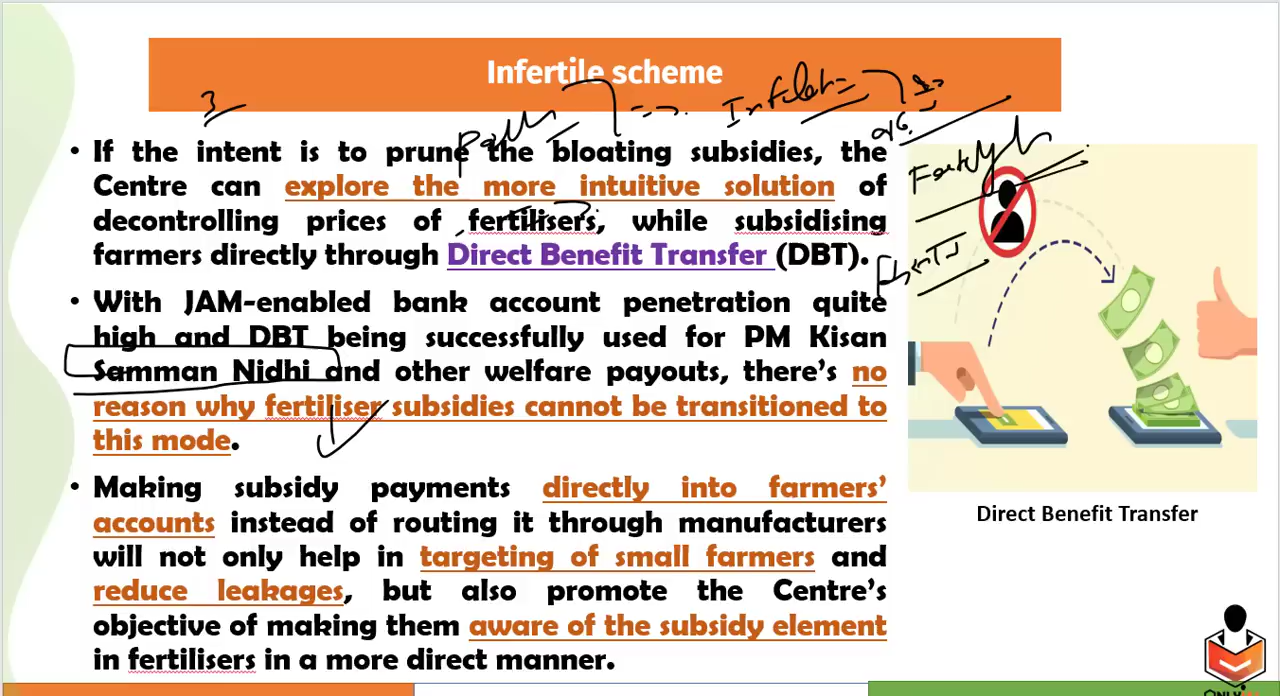 Infertile scheme
3
• If the intent is to prune the bloating subsidies, the
Centre can explore the more intuitive solution of
decontrolling prices of fertilisers, while subsidising
farmers directly through Direct Benefit Transfer (DBT).
• With JAM-enabled bank account penetration quite
high and DBT being successfully used for PM Kisan
Samman Nidhi and other welfare payouts, there's no
reason why fertiliser subsidies cannot be transitioned to
this mode.
• Making subsidy payments directly into farmers'
accounts instead of routing it through manufacturers
will not only help in targeting of small farmers and
reduce leakages, but also promote the Centre's
objective of making them aware of the subsidy element
in fertilisers in a more direct manner.
Direct Benefit Transfer